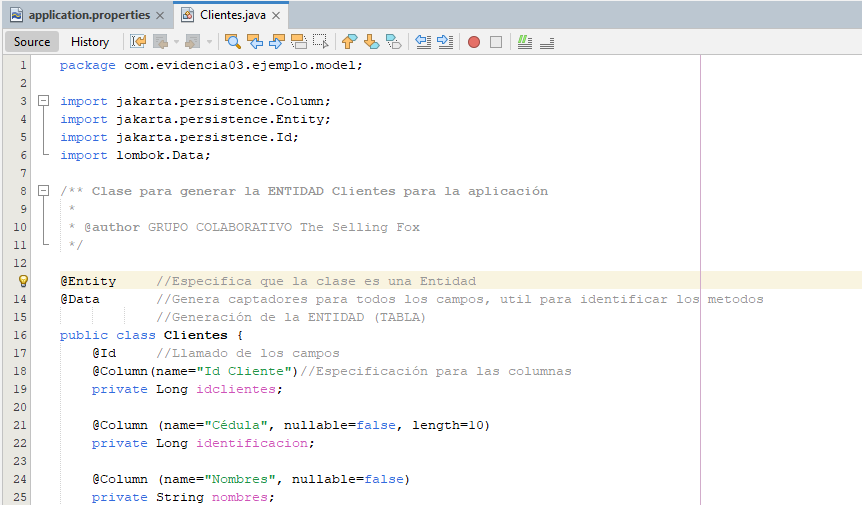 application.properties Clientes.java
Source History
1 package com.evidencia03.ejemplo.model;
2
3 import jakarta.persistence.Column;
4 import jakarta.persistence.Entity;
5 import jakarta.persistence.Id;
6 import lombok.Data;
7
8 /** Clase para generar la ENTIDAD Clientes para la aplicación
9 *
10 * @author GRUPO COLABORATIVO The Selling Fox
11 */
12
@Entity //Especifica que la clase es una Entidad
14 @Data //Genera captadores para todos los campos, util para identificar los metodos
15 //Generación de la ENTIDAD (TABLA)
16 public class Clientes {
17 @Id //Llamado de los campos
18 @Column(name="Id Cliente")//Especificación para las columnas
19 private Long idclientes;
20
21 @Column (name="Cédula", nullable=false, length=10)
22 private Long identificacion;
23
24 @Column (name="Nombres", nullable=false)
25 private String nombres;